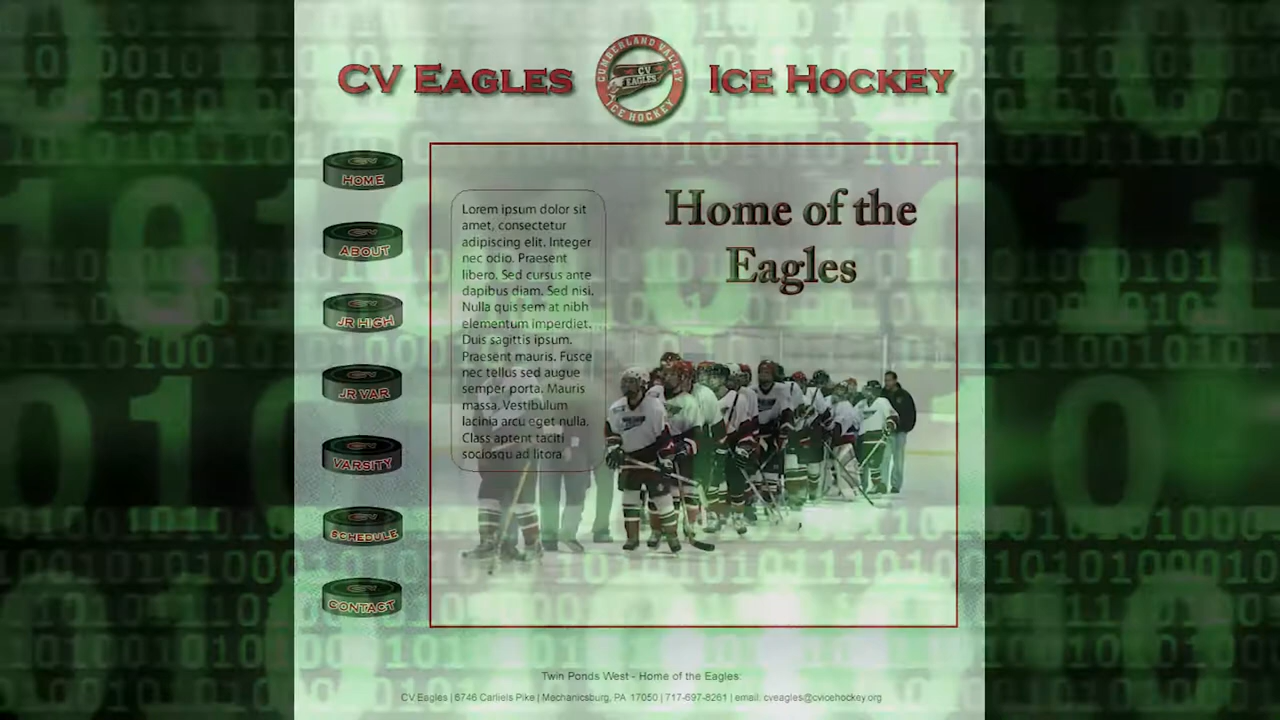 CV EAGLES
CUMBERLAND VALLEY
CV
EAGLES
ICE HOCKEY
ICE HOCKEY
HOME
ABOUT
JR HIGH
JR VAR
VARSITY
SCHEDULE
CONTACT
Lorem ipsum dolor sit
amet, consectetur
adipiscing elit. Integer
nec odio. Praesent
libero. Sed cursus ante
dapibus diam. Sed nisi.
Nulla quis sem at nibh
elementum imperdiet.
Duis sagittis ipsum.
Praesent mauris. Fusce
nec tellus sed augue
semper porta. Mauris
massa. Vestibulum
lacinia arcu eget nulla.
Class aptent taciti
sociosqu ad litora
Home of the
Eagles
Twin Ponds West - Home of the Eagles:
CV Eagles | 6746 Carliels Pike | Mechanicsburg, PA 17050 | 717-697-8261 | email: cveagles@cvicehockey.org